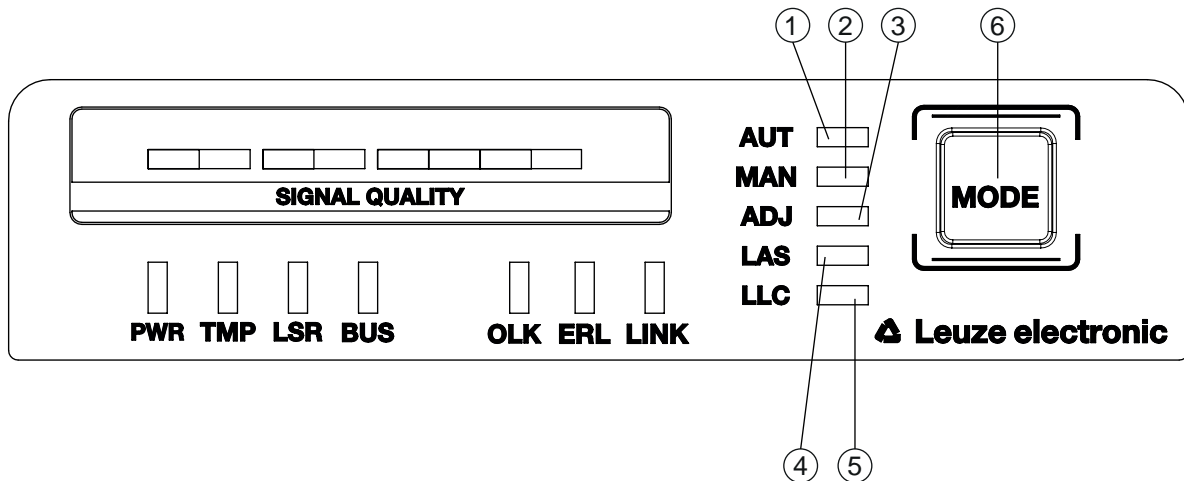 1 2 3 6
AUT
MAN
ADJ
LAS
LLC
MODE
SIGNAL QUALITY
PWR TMP LSR BUS OLK ERL LINK
Leuze electronic
4 5